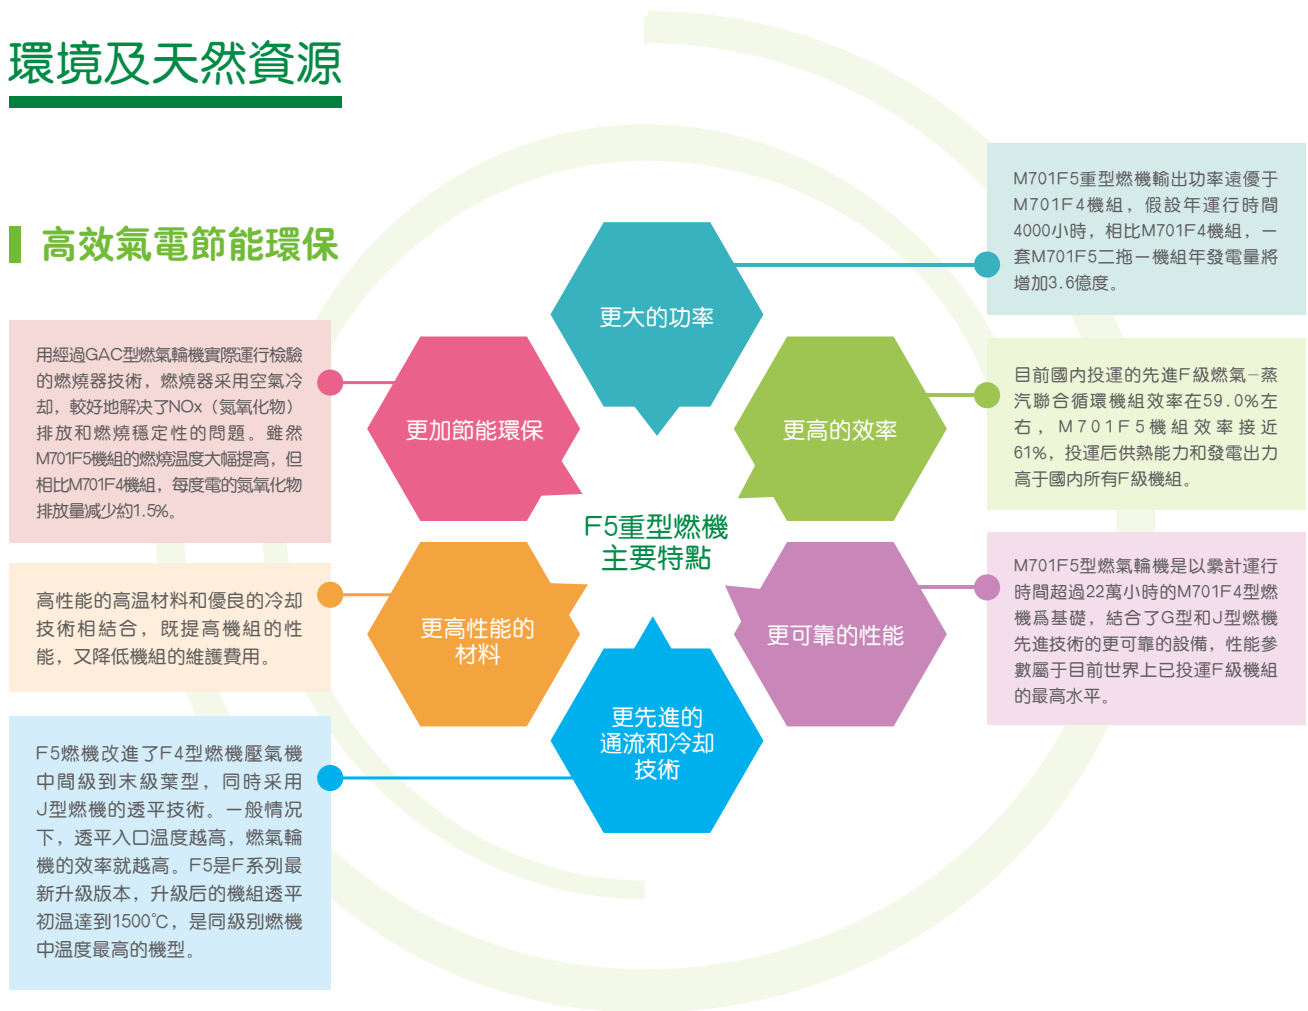 環境及天然資源
高效氣電節能環保
用經過GAC型燃氣輪機實際運行檢驗
的燃燒器技術，燃燒器采用空氣冷
却，較好地解决了NOx（氮氧化物）
排放和燃燒穩定性的問題。雖然
M701F5機組的燃燒温度大幅提高，但
相比M701F4機組，每度電的氮氧化物
排放量减少約1.5%。
高性能的高温材料和優良的冷却
技術相結合，既提高機組的性
能，又降低機組的維護費用。
F5燃機改進了F4型燃機壓氣機
中間級到末級葉型，同時采用
J型燃機的透平技術。一般情况
下，透平入口温度越高，燃氣輪
機的效率就越高。F5是F系列最
新升級版本，升級后的機組透平
初温達到1500℃，是同級别燃機
中温度最高的機型。
更大的功率
更加節能環保
更高的效率
F5重型燃機
主要特點
更高性能的
材料
更可靠的性能
更先進的
通流和冷却
技術
M701F5重型燃機輸出功率遠優于
M701F4機組，假設年運行時間
4000小時，相比M701F4機組，一
套M701F5二拖一機組年發電量將
增加3.6億度。
目前國内投運的先進F級燃氣—蒸
汽聯合循環機組效率在59.0%左
右，M701F5機組效率接近
61%，投運后供熱能力和發電出力
高于國内所有F級機組。
M701F5型燃氣輪機是以纍計運行
時間超過22萬小時的M701F4型燃
機爲基礎，結合了G型和J型燃機
先進技術的更可靠的設備，性能參
數屬于目前世界上已投運F級機組
的最高水平。